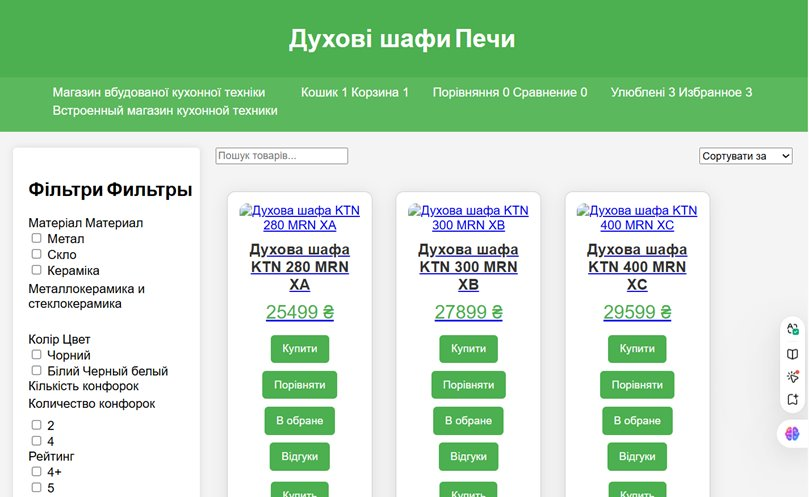 Духові шафи Печи
Магазин вбудованої кухонної техніки
Встроенный магазин кухонной техники
Кошик 1 Корзина 1
Порівняння 0 Сравнение 0
Улюблені 3 Избранное 3
Фільтри Фильтры
Матеріал Материал
Метал
Скло
Кераміка
Металлокерамика и
стеклокерамика
Колір Цвет
Чорний
Білий Черный белый
Кількість конфорок
Количество конфорок
2
4
Рейтинг
4+
5
Пошук товарів...
Сортувати за
Духова шафа KTN
280 MRN XA
Духова шафа
KTN 280 MRN
XA
25499 ₴
Купити
Порівняти
В обране
Відгуки
Купить
Духова шафа KTN
300 MRN XB
Духова шафа
KTN 300 MRN
XB
27899 ₴
Купити
Порівняти
В обране
Відгуки
Купить
Духова шафа KTN
400 MRN XC
Духова шафа
KTN 400 MRN
XC
29599 ₴
Купити
Порівняти
В обране
Відгуки
Купить